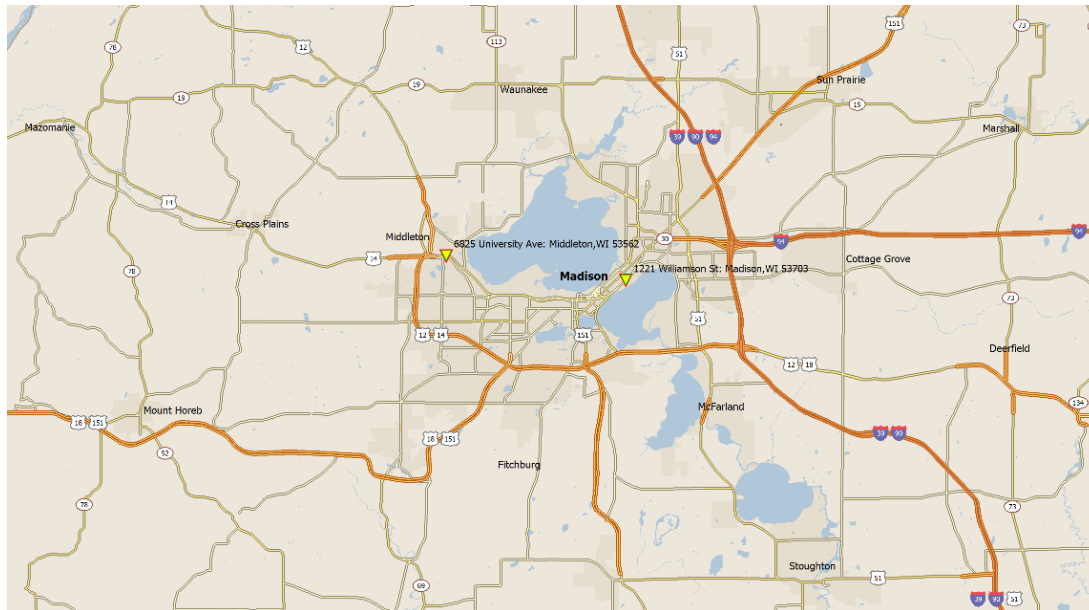 78
12
113
51
151
73
Sun Prairie
19
19
Waunakee
19
Mazomanie
39 90 94
Marshall
14
Cross Plains
Middleton
6825 University Ave: Middleton,WI 53562
30
94
94
14
78
Madison
1221 Williamson St: Madison,WI 53703
Cottage Grove
73
51
12 14
151
Deerfield
12 18
Mount Horeb
18 151
McFarland
134
39 90
18 151
92
Fitchburg
78
73
Stoughton
69
51
39 90 51